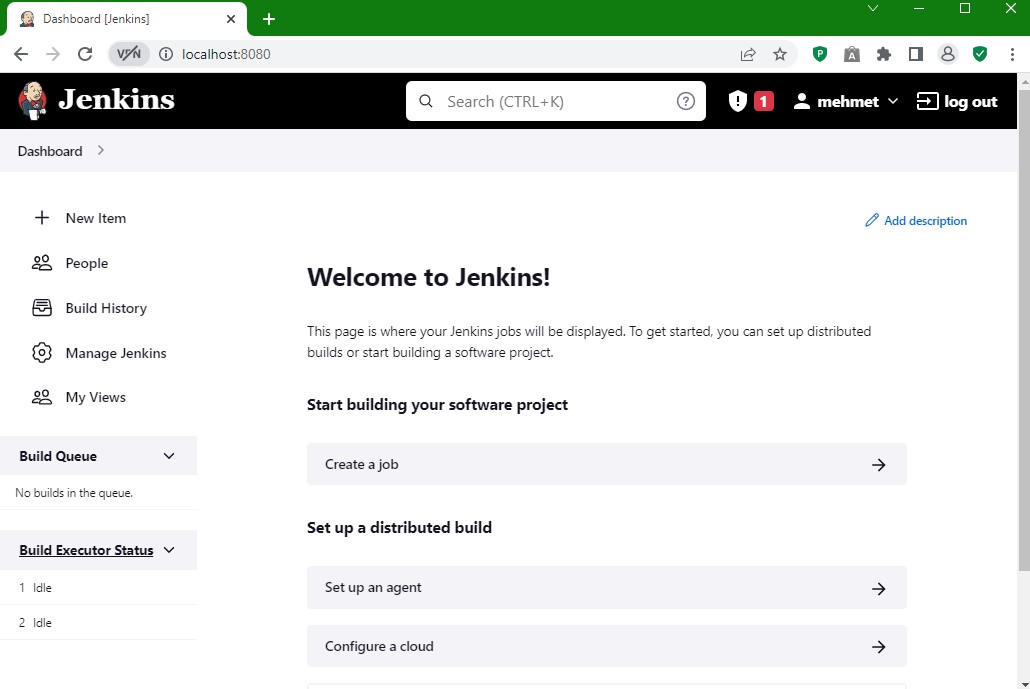 Dashboard [Jenkins]
VPN
localhost:8080
Jenkins
Search (CTRL+K)
1
mehmet
log out
Dashboard
New Item
People
Build History
Manage Jenkins
My Views
Build Queue
No builds in the queue.
Build Executor Status
1 Idle
2 Idle
Add description
Welcome to Jenkins!
This page is where your Jenkins jobs will be displayed. To get started, you can set up distributed
builds or start building a software project.
Start building your software project
Create a job
Set up a distributed build
Set up an agent
Configure a cloud